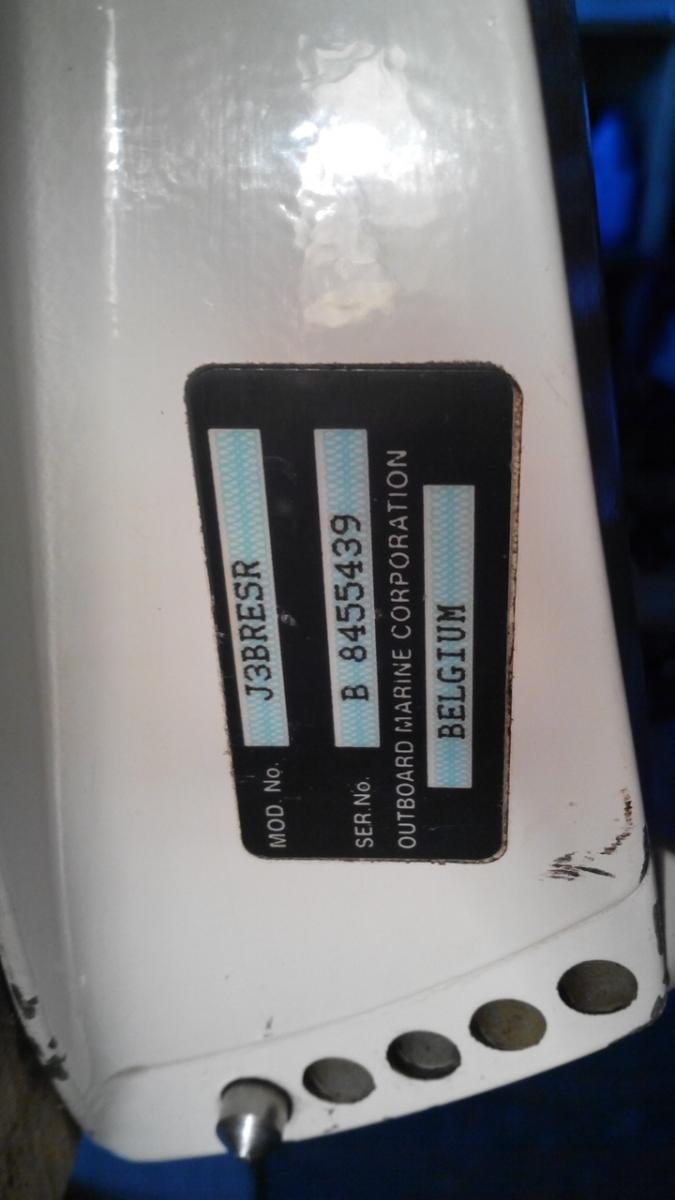 MOD. No. J3BRESR
SER.No. B 8455439
OUTBOARD MARINE CORPORATION
BELGIUM